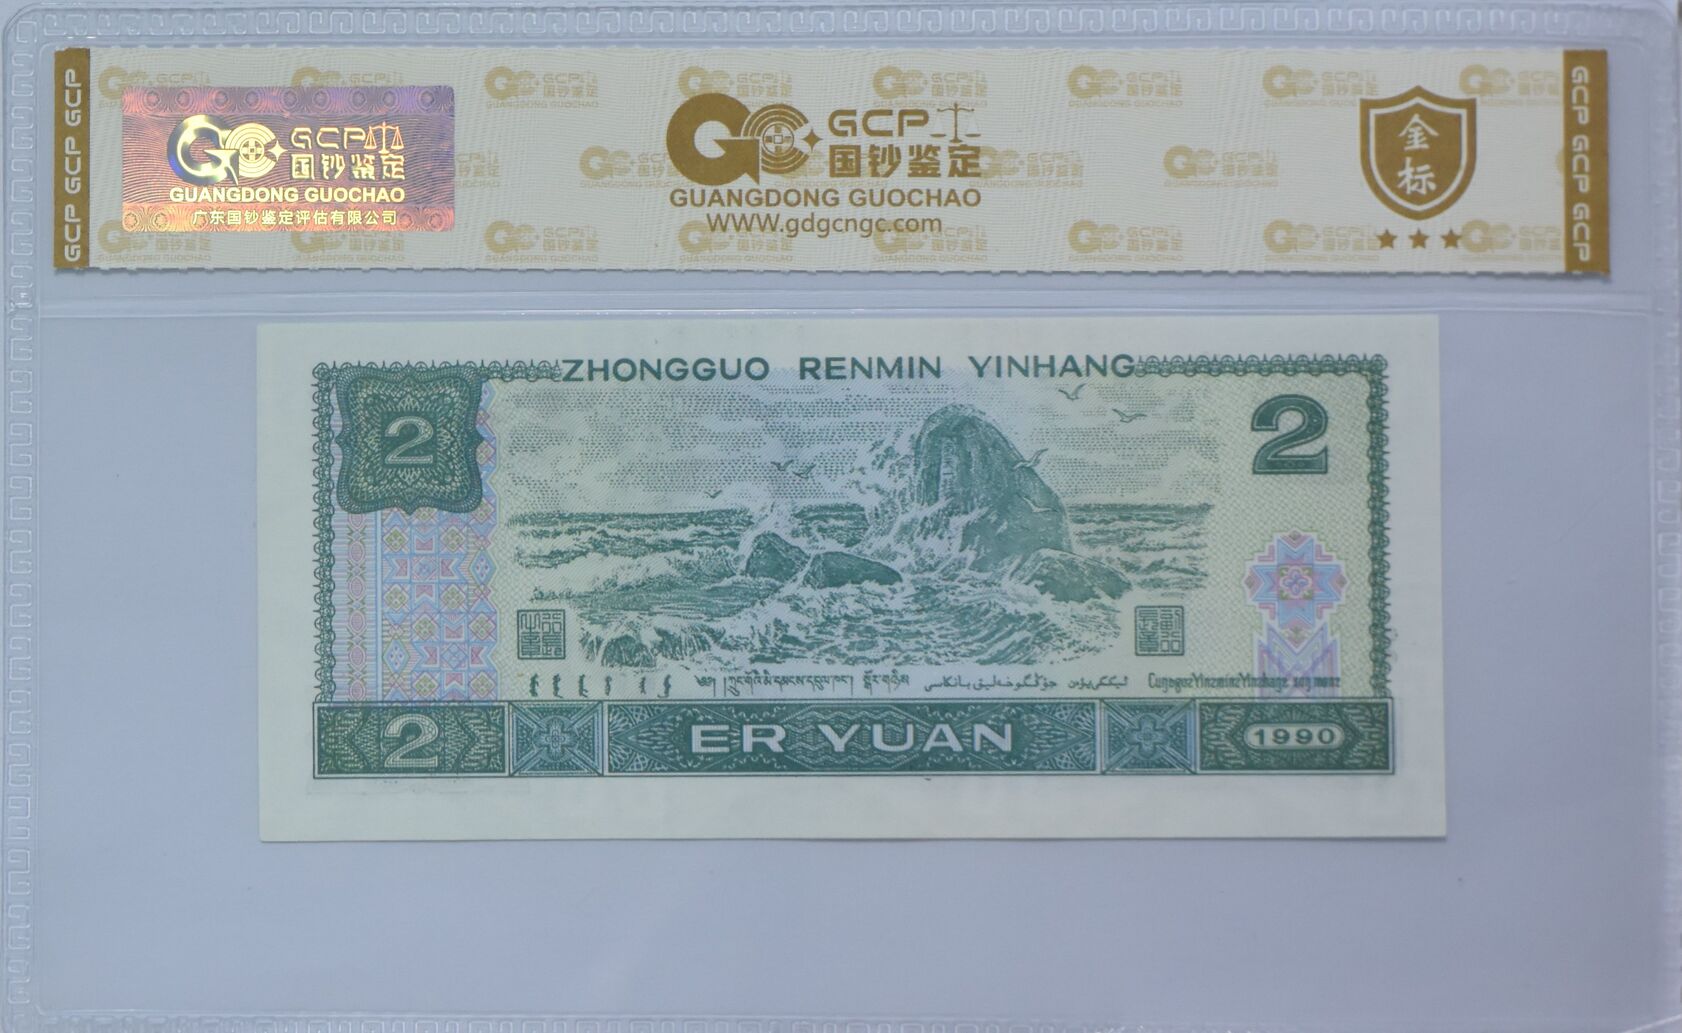 GCP GCP GCP
GCP 国钞鉴定
GUANGDONG GUOCHAO
广东国钞鉴定评估有限公司
GCP
国钞鉴定
GUANGDONG GUOCHAO
WWW.gdgcngc.com
金标
GCP GCP GCP
ZHONGGUO RENMIN YINHANG
2
2
2
ER YUAN
1990